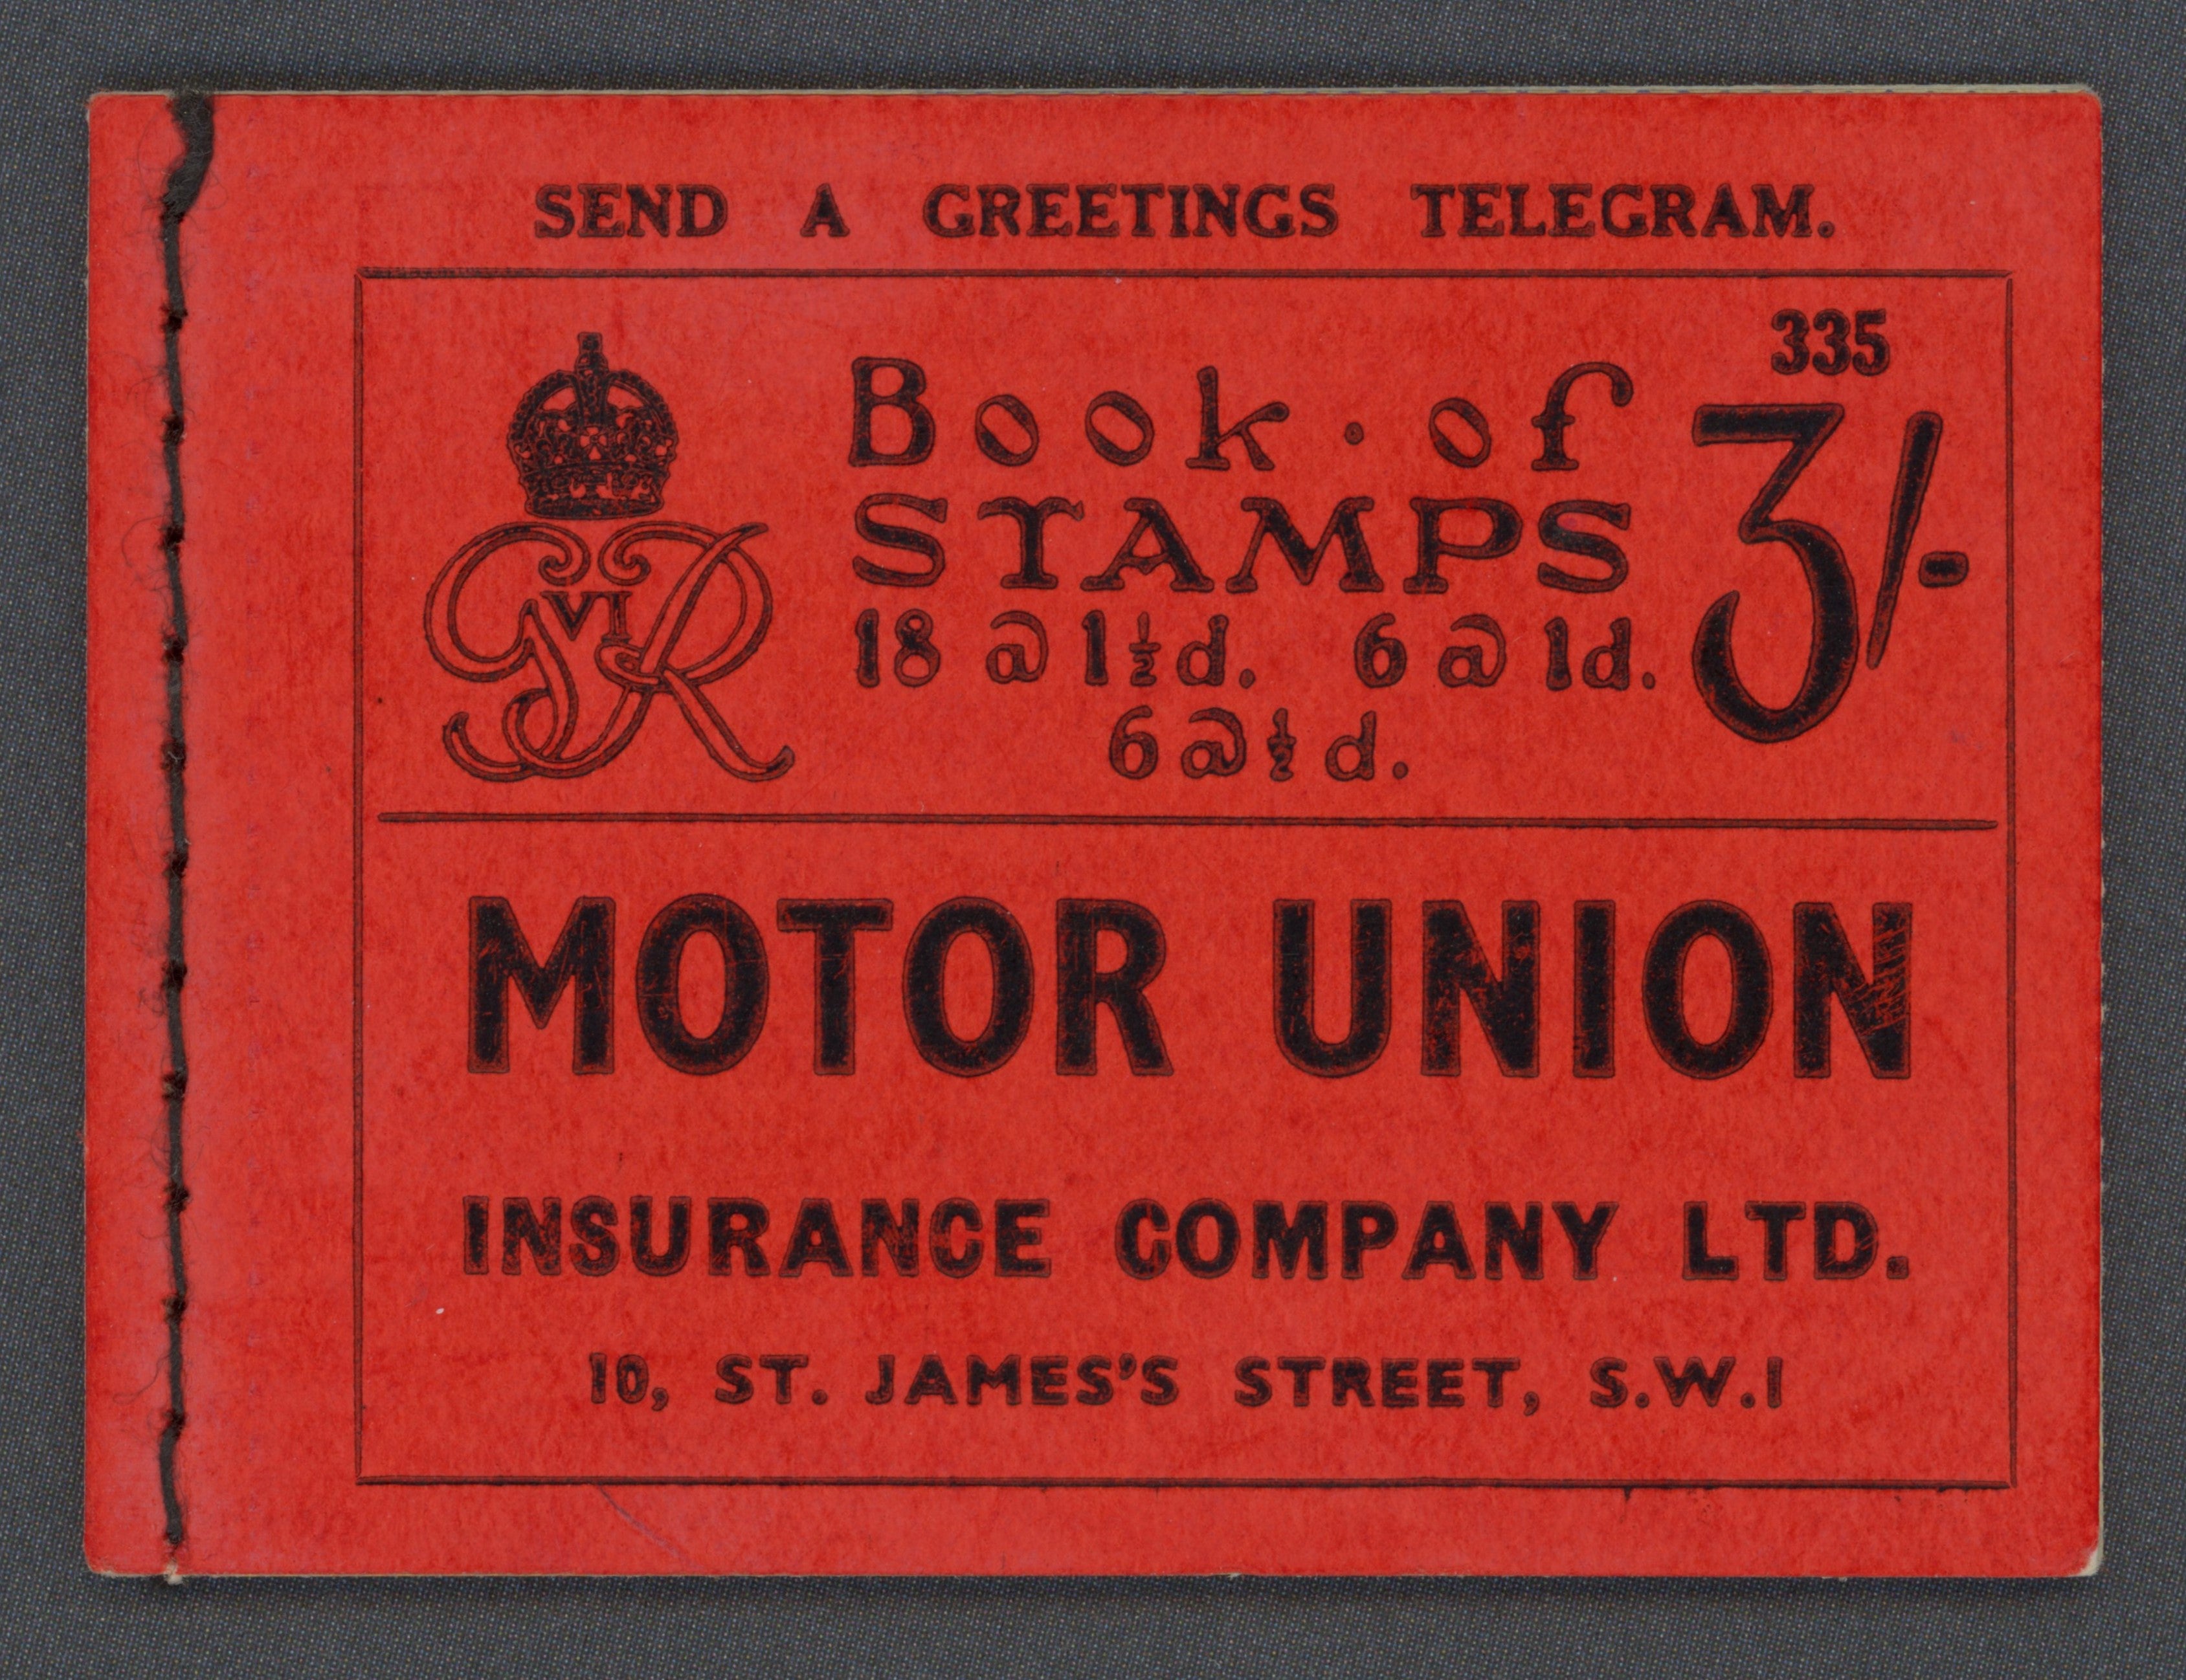 SEND A GREETINGS TELEGRAM.
335
GVIR
Book·of
STAMPS
3/-
18 @ 1½d. 6 @ 1d.
6 @ ½d.
MOTOR UNION
INSURANCE COMPANY LTD.
10, ST. JAMES'S STREET, S.W.1